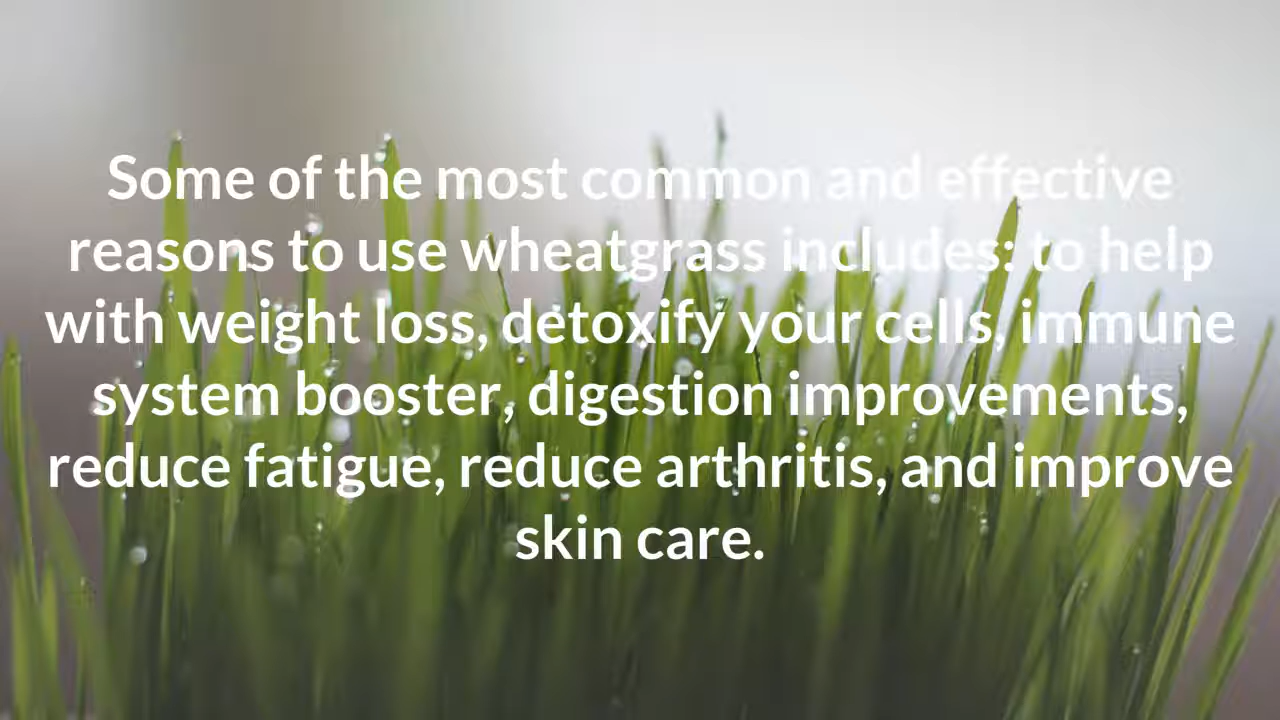 Some of the most common and effective
reasons to use wheatgrass includes: to help
with weight loss, detoxify your cells, immune
system booster, digestion improvements,
reduce fatigue, reduce arthritis, and improve
skin care.